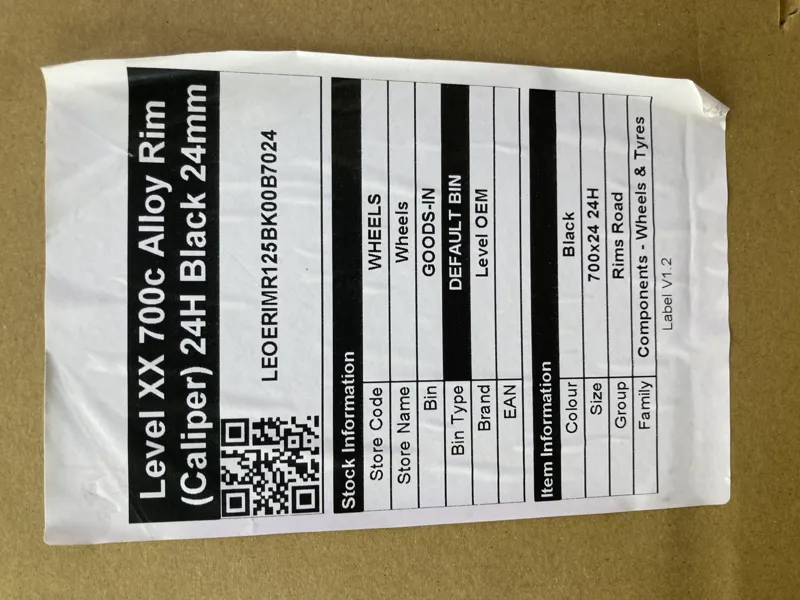 Level XX 700c Alloy Rim
(Caliper) 24H Black 24mm
LEOERIMR125BK00B7024
Stock Information
Store Code WHEELS
Store Name Wheels
Bin GOODS-IN
Bin Type DEFAULT BIN
Brand Level OEM
EAN
Item Information
Colour Black
Size 700x24 24H
Group Rims Road
Family Components - Wheels & Tyres
Label V1.2